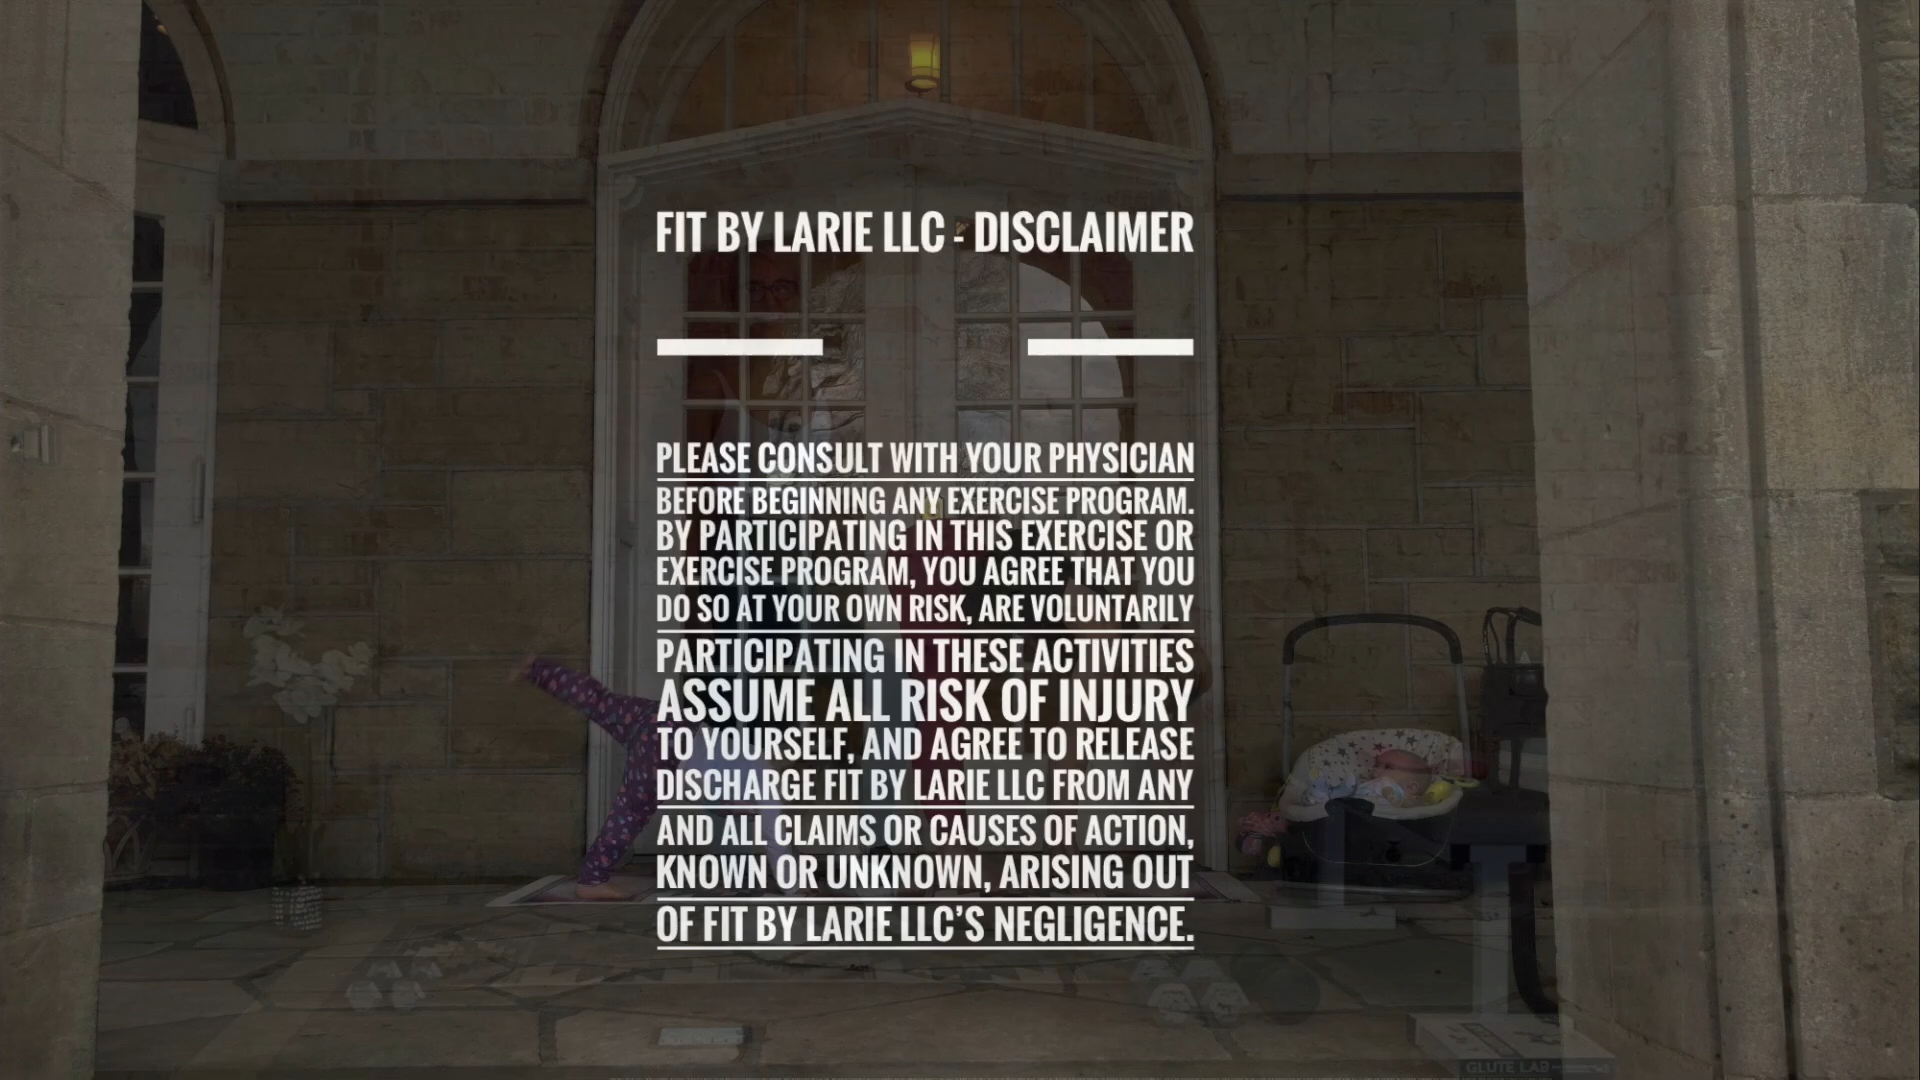 FIT BY LARIE LLC - DISCLAIMER
PLEASE CONSULT WITH YOUR PHYSICIAN
BEFORE BEGINNING ANY EXERCISE PROGRAM.
BY PARTICIPATING IN THIS EXERCISE OR
EXERCISE PROGRAM, YOU AGREE THAT YOU
DO SO AT YOUR OWN RISK, ARE VOLUNTARILY
PARTICIPATING IN THESE ACTIVITIES
ASSUME ALL RISK OF INJURY
TO YOURSELF, AND AGREE TO RELEASE
DISCHARGE FIT BY LARIE LLC FROM ANY
AND ALL CLAIMS OR CAUSES OF ACTION,
KNOWN OR UNKNOWN, ARISING OUT
OF FIT BY LARIE LLC’S NEGLIGENCE.
GLUTE LAB